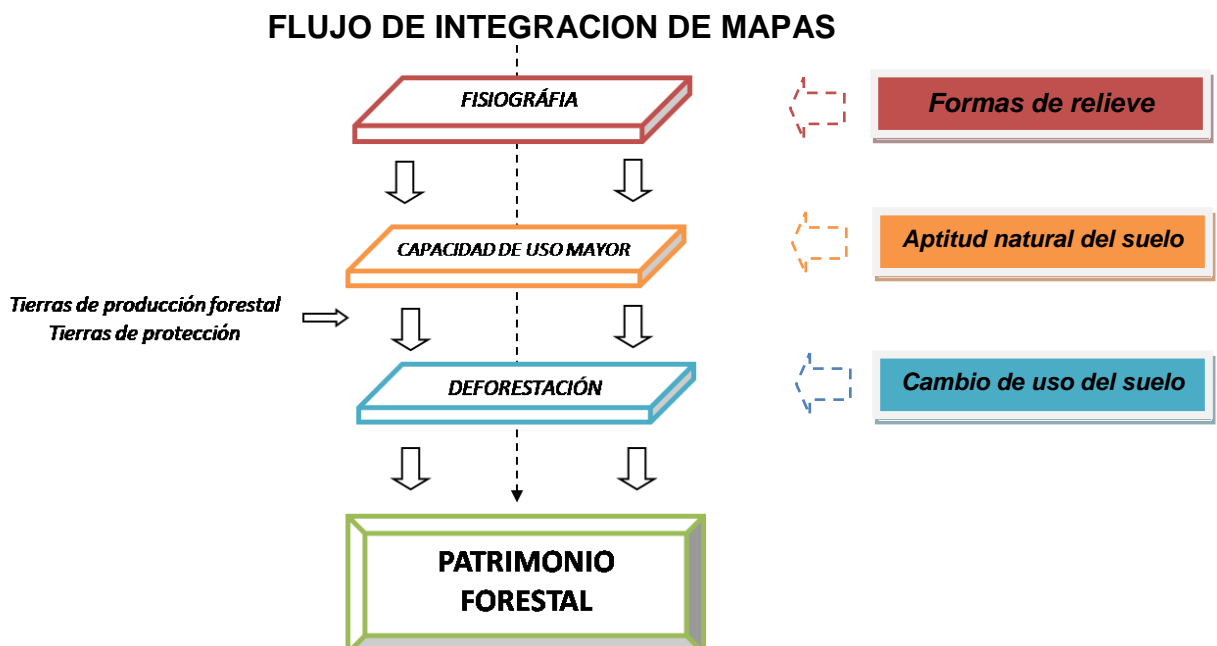 FLUJO DE INTEGRACION DE MAPAS
FISIOGRÁFIA
Formas de relieve
CAPACIDAD DE USO MAYOR
Aptitud natural del suelo
Tierras de producción forestal
Tierras de protección
DEFORESTACIÓN
Cambio de uso del suelo
PATRIMONIO
FORESTAL